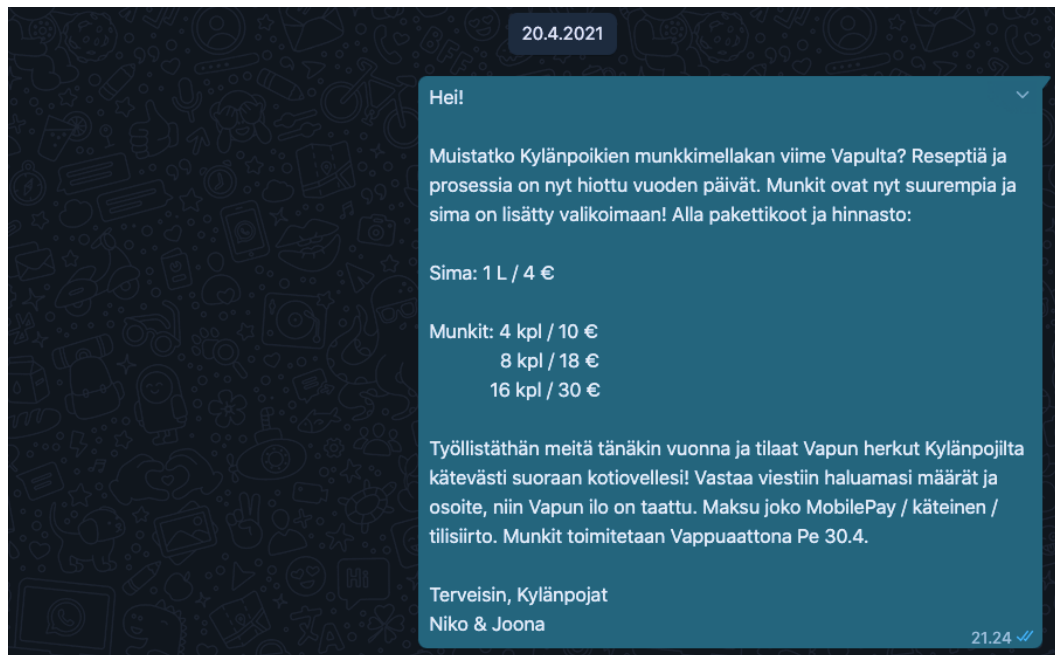 20.4.2021
Hei!
Muistatko Kylänpoikien munkkimellakan viime Vapulta? Reseptiä ja
prosessia on nyt hiottu vuoden päivät. Munkit ovat nyt suurempia ja
sima on lisätty valikoimaan! Alla pakettikoot ja hinnasto:
Sima: 1 L / 4 €
Munkit: 4 kpl / 10 €
8 kpl / 18 €
16 kpl / 30 €
Työllistäthän meitä tänäkin vuonna ja tilaat Vapun herkut Kylänpojilta
kätevästi suoraan kotiovellesi! Vastaa viestiin haluamasi määrät ja
osoite, niin Vapun ilo on taattu. Maksu joko MobilePay / käteinen /
tilisiirto. Munkit toimitetaan Vappuaattona Pe 30.4.
Terveisin, Kylänpojat
Niko & Joona
21.24